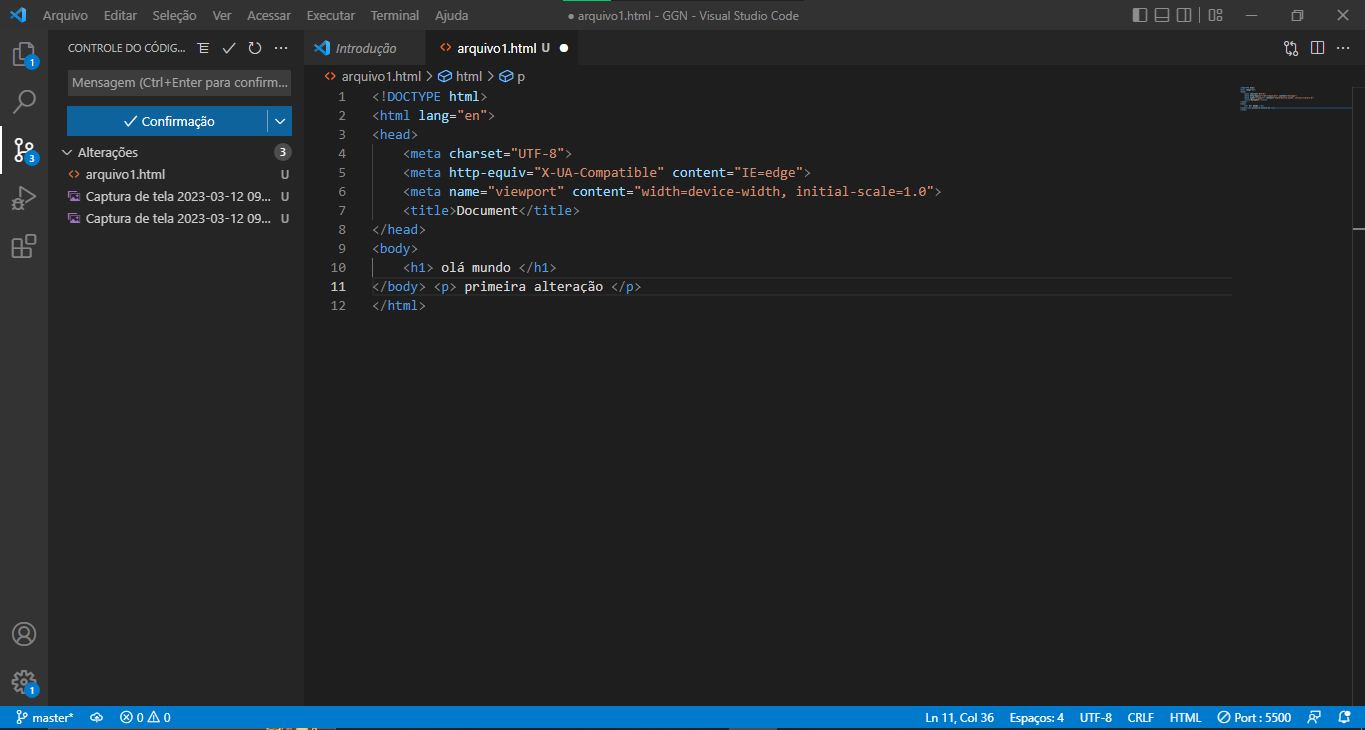 Arquivo Editar Seleção Ver Acessar Executar Terminal Ajuda
● arquivo1.html - GGN - Visual Studio Code
CONTROLE DO CÓDIG...
Introdução
arquivo1.html U
1
Mensagem (Ctrl+Enter para confirm...
arquivo1.html > html > p
Confirmação
3
Alterações 3
arquivo1.html U
Captura de tela 2023-03-12 09... U
Captura de tela 2023-03-12 09... U
1 <!DOCTYPE html>
2 <html lang="en">
3 <head>
4 <meta charset="UTF-8">
5 <meta http-equiv="X-UA-Compatible" content="IE=edge">
6 <meta name="viewport" content="width=device-width, initial-scale=1.0">
7 <title>Document</title>
8 </head>
9 <body>
10 <h1> olá mundo </h1>
11 </body> <p> primeira alteração </p>
12 </html>
1
master* 0 0 Ln 11, Col 36 Espaços: 4 UTF-8 CRLF HTML Port : 5500